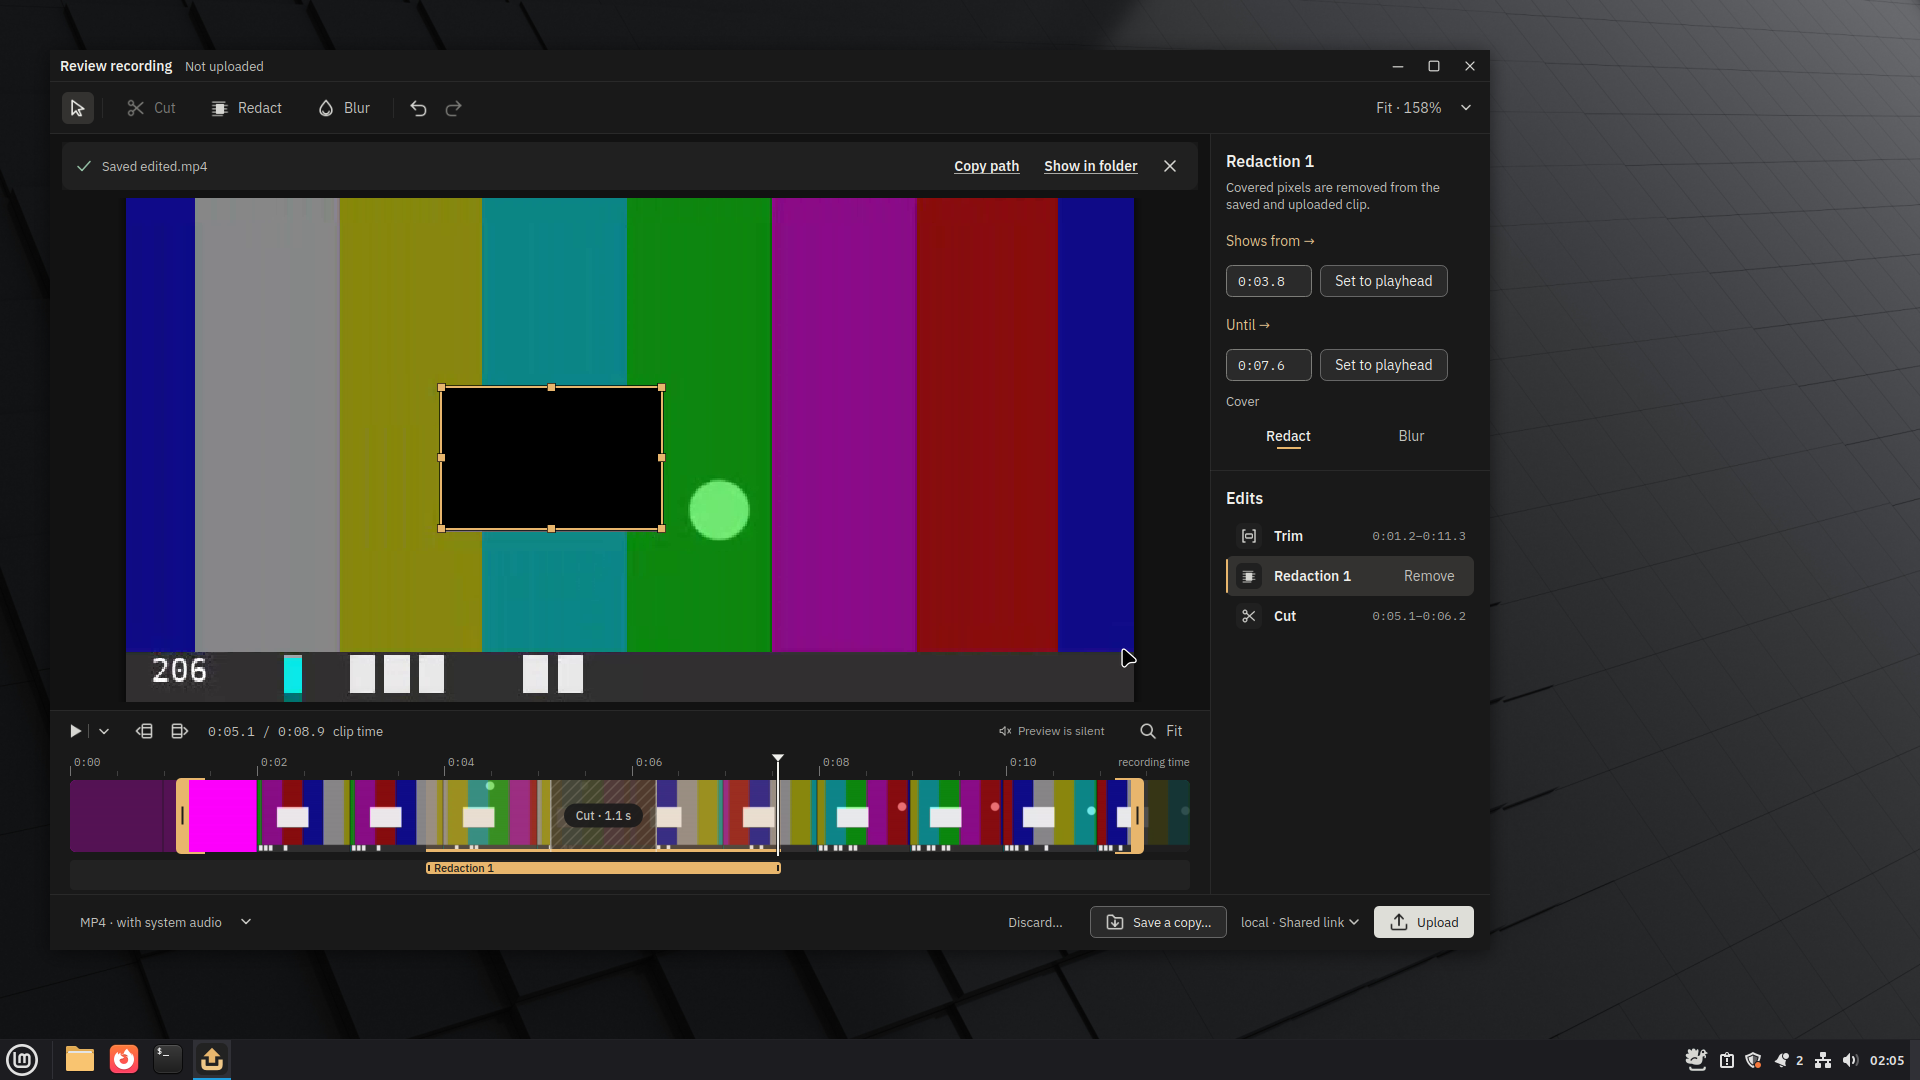 Review recording Not uploaded
Cut Redact Blur Fit · 158%
Saved edited.mp4 Copy path Show in folder
206
Redaction 1
Covered pixels are removed from the
saved and uploaded clip.
Shows from →
0:03.8 Set to playhead
Until →
0:07.6 Set to playhead
Cover
Redact Blur
Edits
Trim 0:01.2–0:11.3
Redaction 1 Remove
Cut 0:05.1–0:06.2
0:05.1 / 0:08.9 clip time Preview is silent Fit
0:00 0:02 0:04 0:06 0:08 0:10 recording time
Cut · 1.1 s
Redaction 1
MP4 · with system audio Discard... Save a copy... local · Shared link Upload
$_ 2 02:05